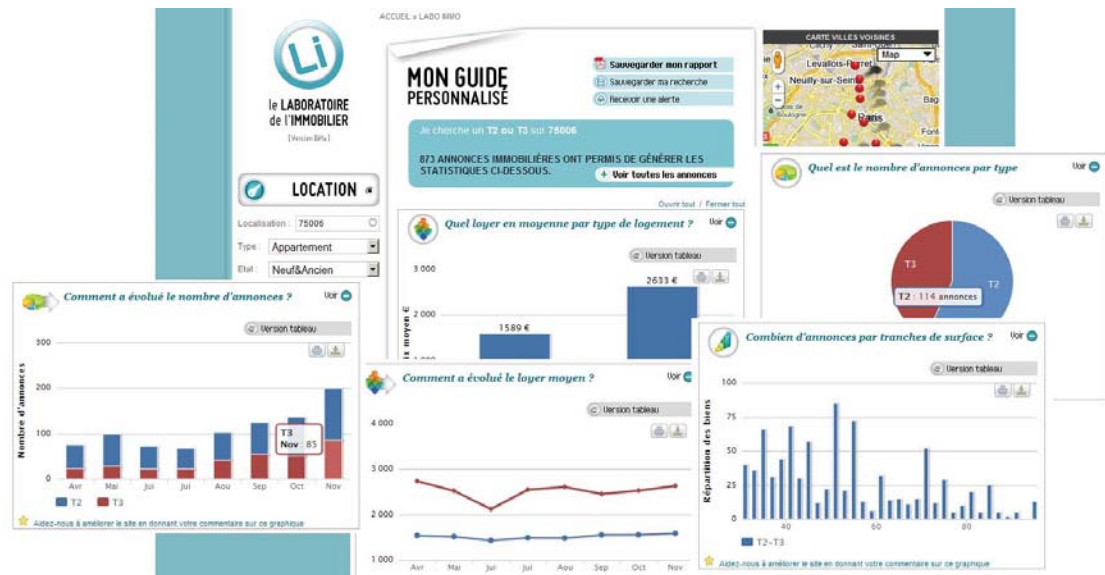 ACCUEIL » LABO IMMO
Li
le LABORATOIRE
de l'IMMOBILIER
[Version Bêta]
LOCATION
Localisation : 75006
Type : Appartement
Etat : Neuf&Ancien
MON GUIDE
PERSONNALISÉ
Sauvegarder mon rapport
Sauvegarder ma recherche
Recevoir une alerte
Je cherche un T2 ou T3 sur 75006
873 ANNONCES IMMOBILIÈRES ONT PERMIS DE GÉNÉRER LES
STATISTIQUES CI-DESSOUS.
+ Voir toutes les annonces
Ouvrir tout / Fermer tout
CARTE VILLES VOISINES
Map
Clichy
Levallois-Perret
Neuilly-sur-Seine
Paris
Bag
Quel loyer en moyenne par type de logement ? Voir
Version tableau
3 000
2 000
1589 €
2633 €
Quel est le nombre d'annonces par type Voir
Version tableau
T3
T2
T2 : 114 annonces
Comment a évolué le nombre d'annonces ? Voir
Version tableau
Nombre d'annonces
300
200
100
0
T3
Nov : 85
Avr Mai Jui Jui Aou Sep Oct Nov
T2 T3
Aidez-nous à améliorer le site en donnant votre commentaire sur ce graphique
Comment a évolué le loyer moyen ? Voir
Version tableau
4 000
3 000
2 000
1 000
Avr Mai Jui Jui Aou Sep Oct Nov
Combien d'annonces par tranches de surface ? Voir
Version tableau
Répartition des biens
100
75
50
25
0
40 60 80
T2-T3
Aidez-nous à améliorer le site en donnant votre commentaire sur ce graphique